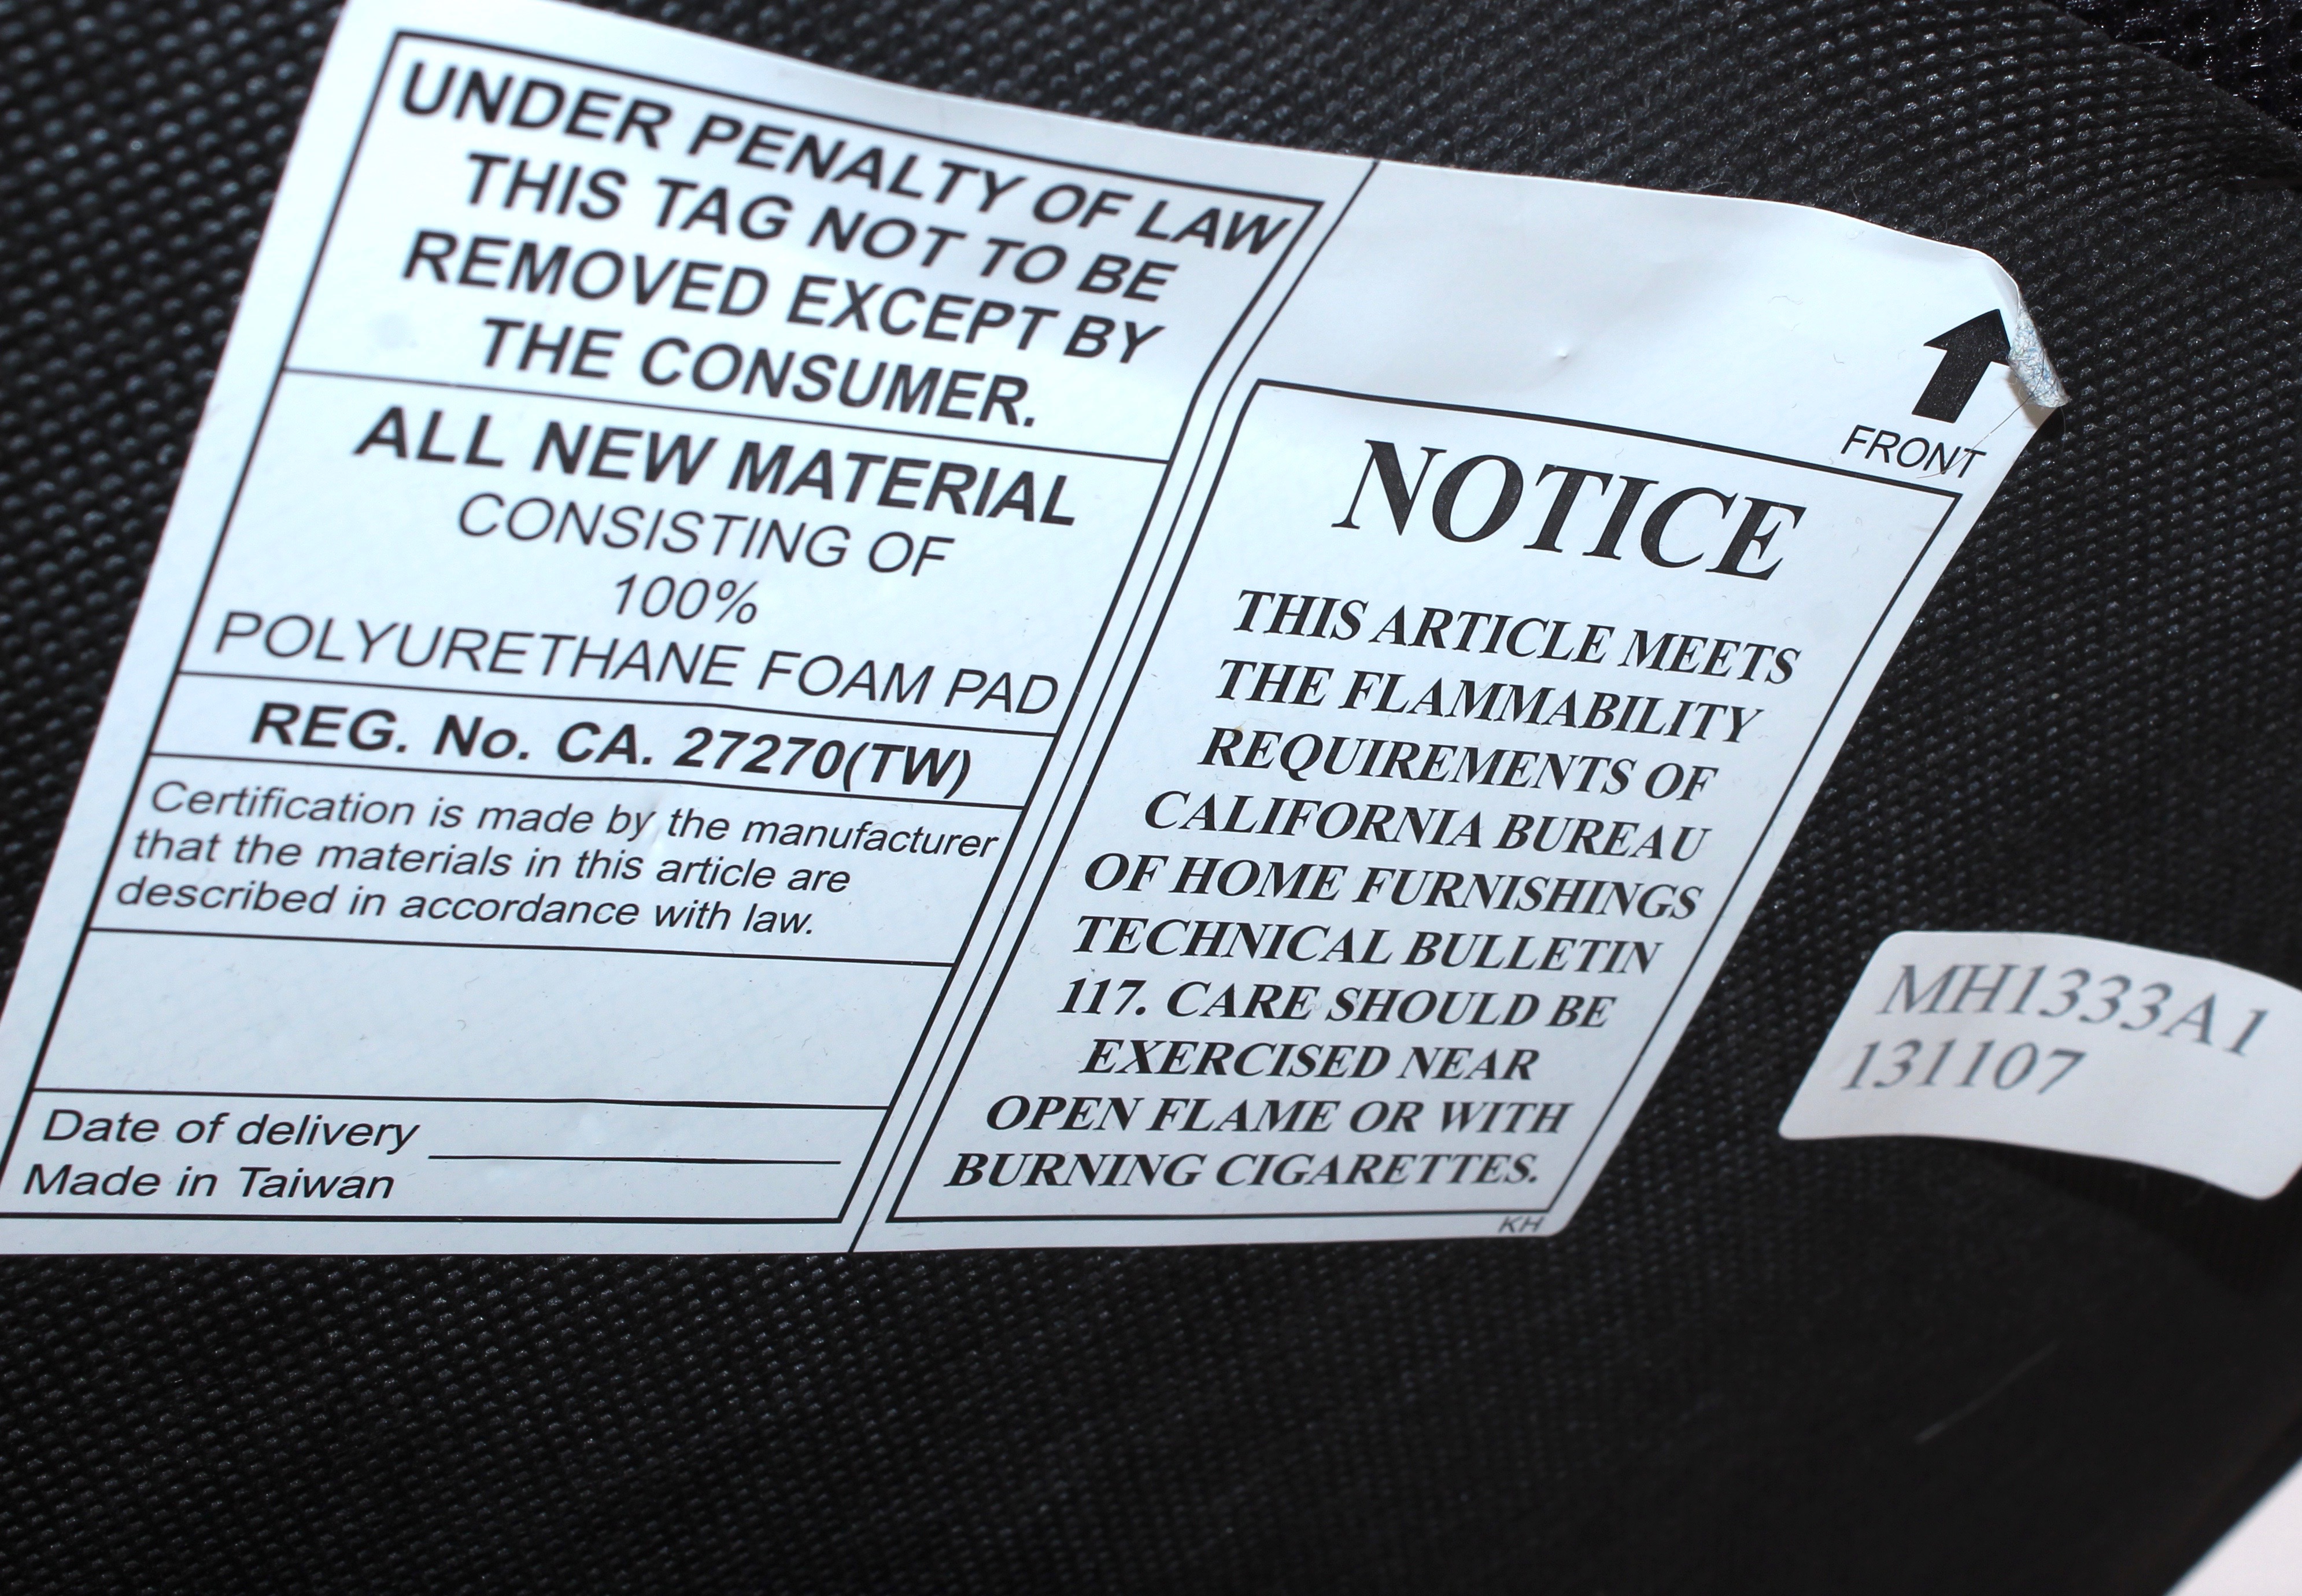 UNDER PENALTY OF LAW
THIS TAG NOT TO BE
REMOVED EXCEPT BY
THE CONSUMER.
ALL NEW MATERIAL
CONSISTING OF
100%
POLYURETHANE FOAM PAD
REG. No. CA. 27270(TW)
Certification is made by the manufacturer
that the materials in this article are
described in accordance with law.
Date of delivery
Made in Taiwan
FRONT
NOTICE
THIS ARTICLE MEETS
THE FLAMMABILITY
REQUIREMENTS OF
CALIFORNIA BUREAU
OF HOME FURNISHINGS
TECHNICAL BULLETIN
117. CARE SHOULD BE
EXERCISED NEAR
OPEN FLAME OR WITH
BURNING CIGARETTES.
KH
MH1333A1
131107